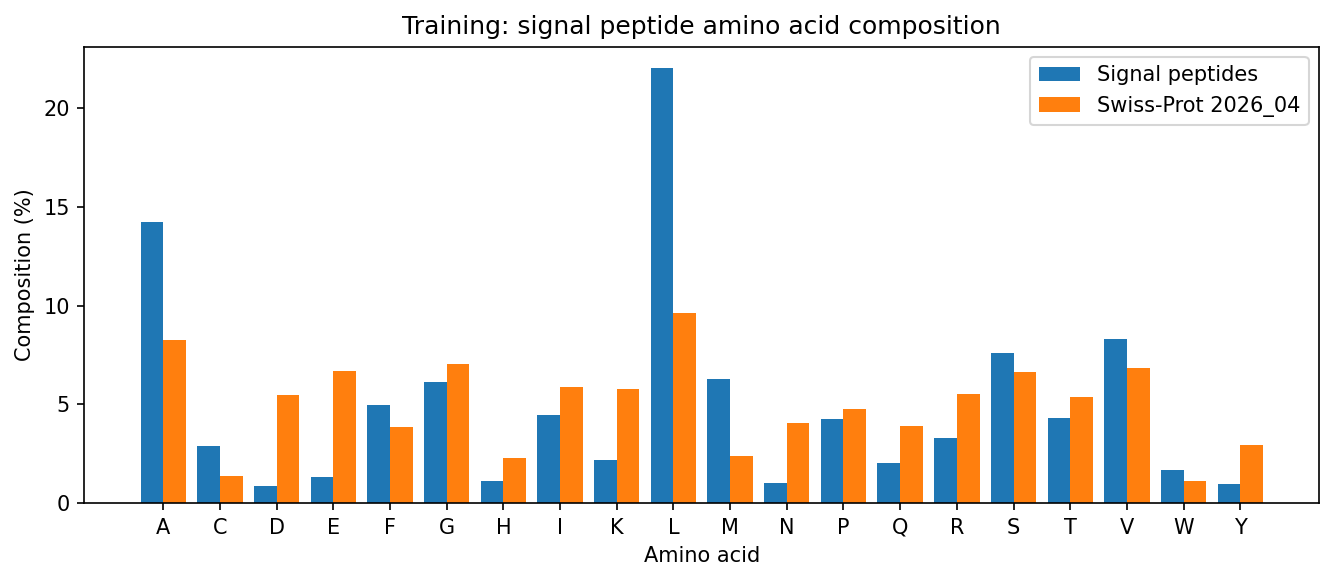 Training: signal peptide amino acid composition
Signal peptides
Swiss-Prot 2026_04
Composition (%)
20
15
10
5
0
A C D E F G H I K L M N P Q R S T V W Y
Amino acid